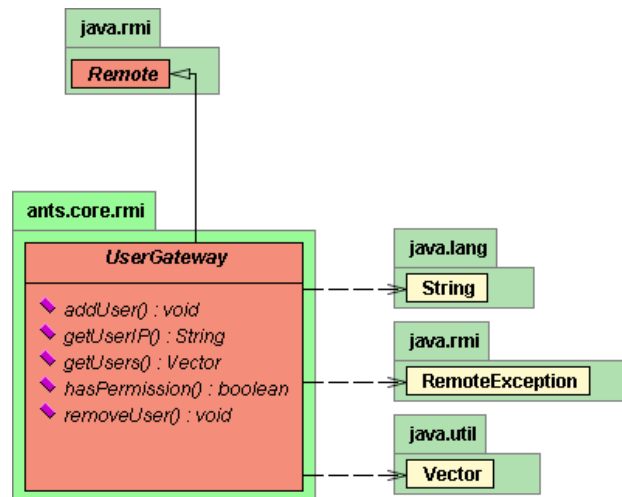 java.rmi
Remote
ants.core.rmi
UserGateway
addUser() : void
getUserIP() : String
getUsers() : Vector
hasPermission() : boolean
removeUser() : void
java.lang
String
java.rmi
RemoteException
java.util
Vector